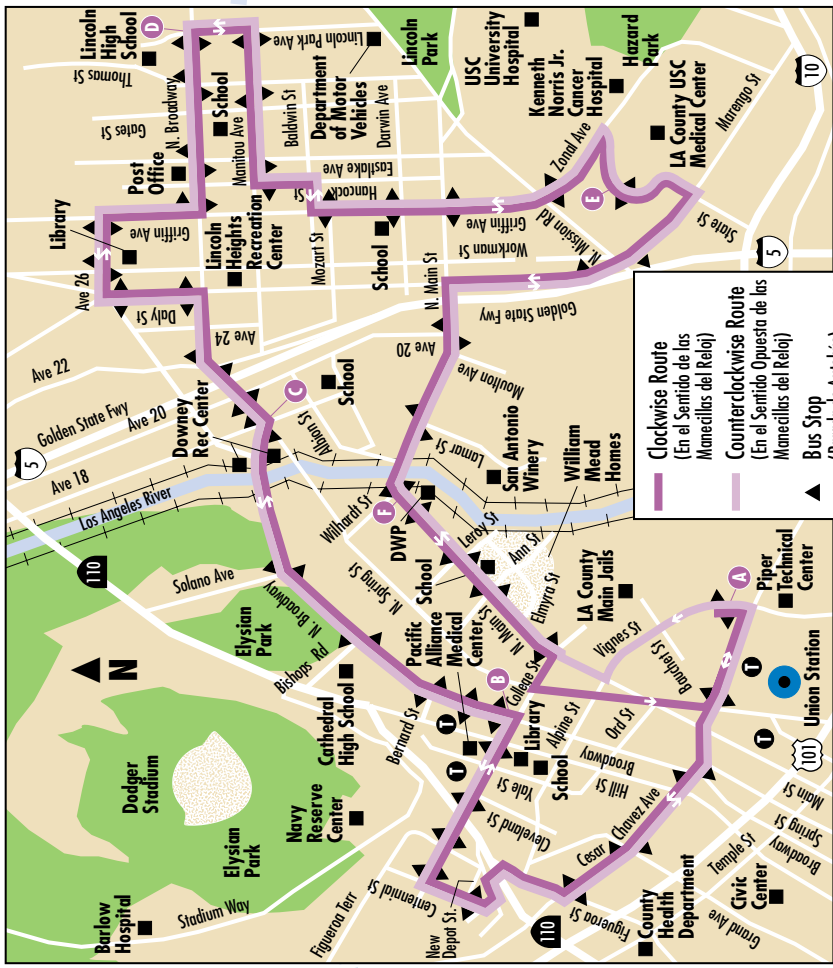 Lincoln
High
School
D
Thomas St
Lincoln Park Ave
Gates St
N. Broadway
School
Department
of Motor
Vehicles
Lincoln
Park
USC
University
Hospital
Kenneth
Norris Jr.
Cancer
Hospital
Hazard
Park
10
Post
Office
Manitou Ave
Baldwin St
Darwin Ave
Eastlake Ave
Hancock
St
Zonal Ave
LA County USC
Medical Center
Marengo St
Library
Griffin Ave
Lincoln
Heights
Recreation
Center
Mozart St
School
Griffin Ave
Workman St
N. Mission Rd
E
State St
Ave 26
Daly St
Ave 24
N. Main St
Golden State Fwy
5
Ave 22
Golden State Fwy
Ave 20
C
School
Ave 20
Moulton Ave
5
Ave 18
Downey
Rec Center
Albion St
Lamar St
San Antonio
Winery
William
Mead
Homes
Los Angeles River
Wilhardt St
F
DWP
Leroy St
Ann St
110
Solano Ave
N. Broadway
N. Spring St
School
Elmyra St
LA County
Main Jails
A
Piper
Technical
Center
Elysian
Park
Bishops Rd
Pacific
Alliance
Medical
Center
N. Main St
Vignes St
Bauchet St
N
Cathedral
High School
Bernard St
B
College St
T
T
T
T
Union Station
Dodger
Stadium
Navy
Reserve
Center
Library
School
Alpine St
Ord St
Broadway
Hill St
Yale St
Cleveland St
101
Main St
Spring St
Broadway
Elysian
Park
Centennial St
Cesar Chavez Ave
Temple St
Barlow
Hospital
Stadium Way
Figueroa Terr
New
Depot St.
110
Figueroa St
County
Health
Department
Grand Ave
Civic
Center
Clockwise Route
(En el Sentido de las
Manecillas del Reloj)
Counterclockwise Route
(En el Sentido Opuesta de las
Manecillas del Reloj)
Bus Stop